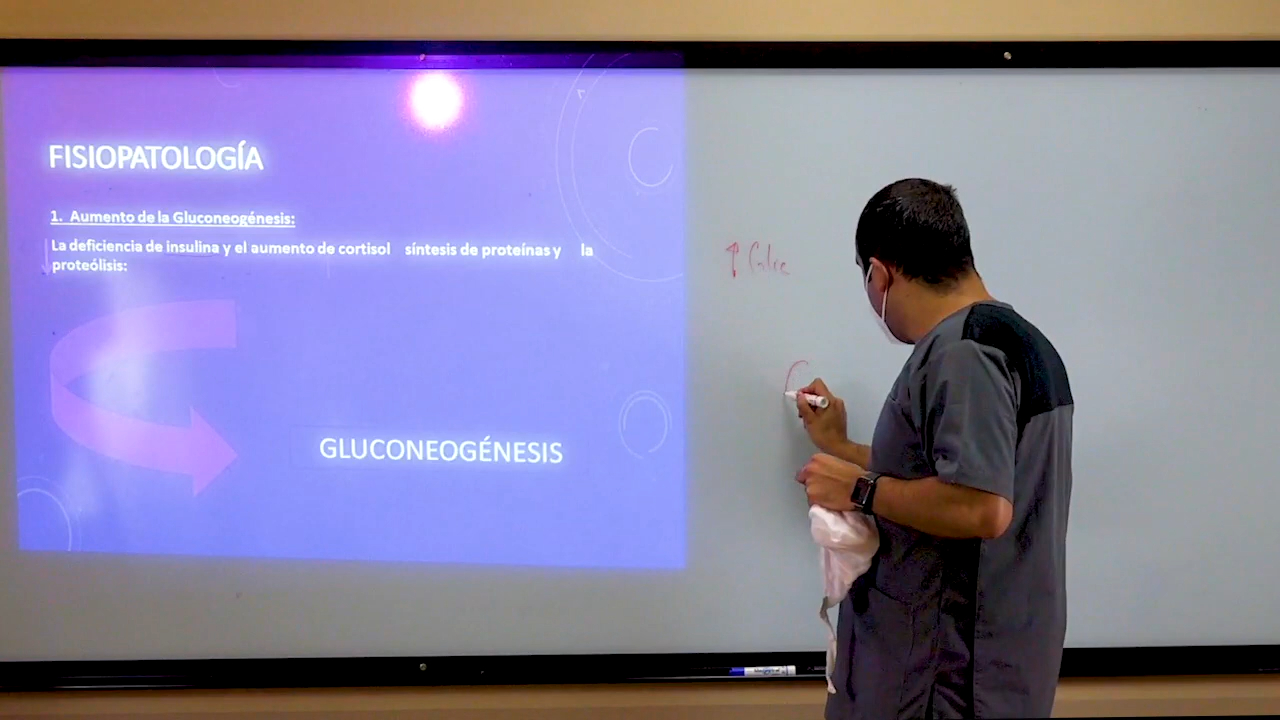 FISIOPATOLOGÍA
1. Aumento de la Gluconeogénesis:
La deficiencia de insulina y el aumento de cortisol síntesis de proteínas y la
proteólisis:
GLUCONEOGÉNESIS